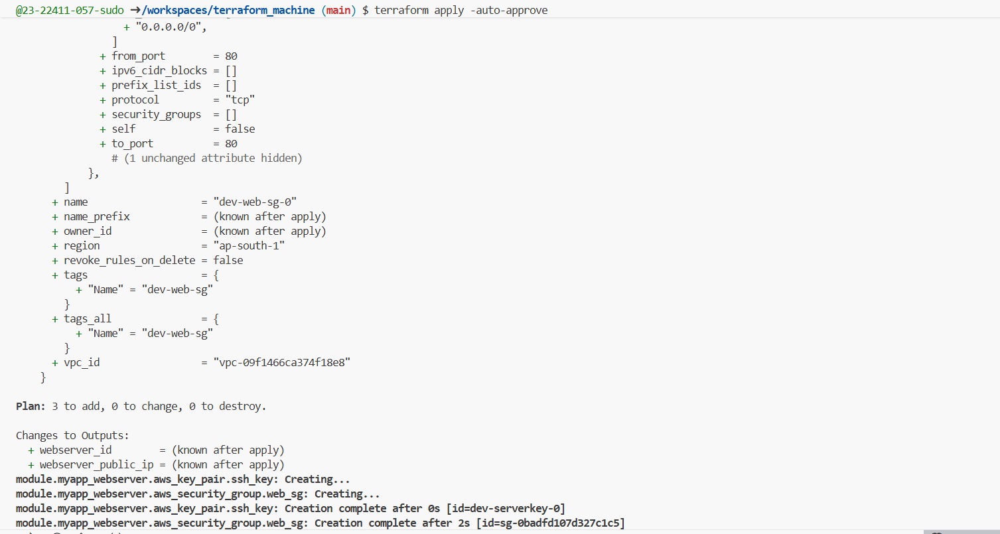 @23-22411-057-sudo ➜/workspaces/terraform_machine (main) $ terraform apply -auto-approve
+ "0.0.0.0/0",
]
+ from_port        = 80
+ ipv6_cidr_blocks = []
+ prefix_list_ids  = []
+ protocol         = "tcp"
+ security_groups  = []
+ self             = false
+ to_port          = 80
# (1 unchanged attribute hidden)
},
]
+ name                   = "dev-web-sg-0"
+ name_prefix            = (known after apply)
+ owner_id               = (known after apply)
+ region                 = "ap-south-1"
+ revoke_rules_on_delete = false
+ tags                   = {
+ "Name" = "dev-web-sg"
}
+ tags_all               = {
+ "Name" = "dev-web-sg"
}
+ vpc_id                 = "vpc-09f1466ca374f18e8"
}
Plan: 3 to add, 0 to change, 0 to destroy.
Changes to Outputs:
+ webserver_id        = (known after apply)
+ webserver_public_ip = (known after apply)
module.myapp_webserver.aws_key_pair.ssh_key: Creating...
module.myapp_webserver.aws_security_group.web_sg: Creating...
module.myapp_webserver.aws_key_pair.ssh_key: Creation complete after 0s [id=dev-serverkey-0]
module.myapp_webserver.aws_security_group.web_sg: Creation complete after 2s [id=sg-0badfd107d327c1c5]